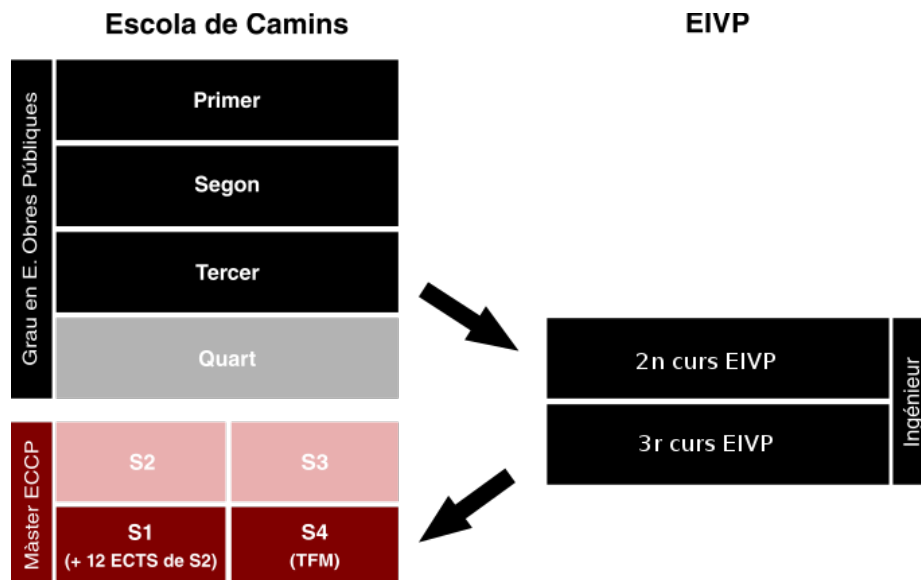 Escola de Camins
EIVP
Grau en E. Obres Públiques
Primer
Segon
Tercer
Quart
2n curs EIVP
3r curs EIVP
Ingénieur
Màster ECCP
S2
S3
S1
(+ 12 ECTS de S2)
S4
(TFM)